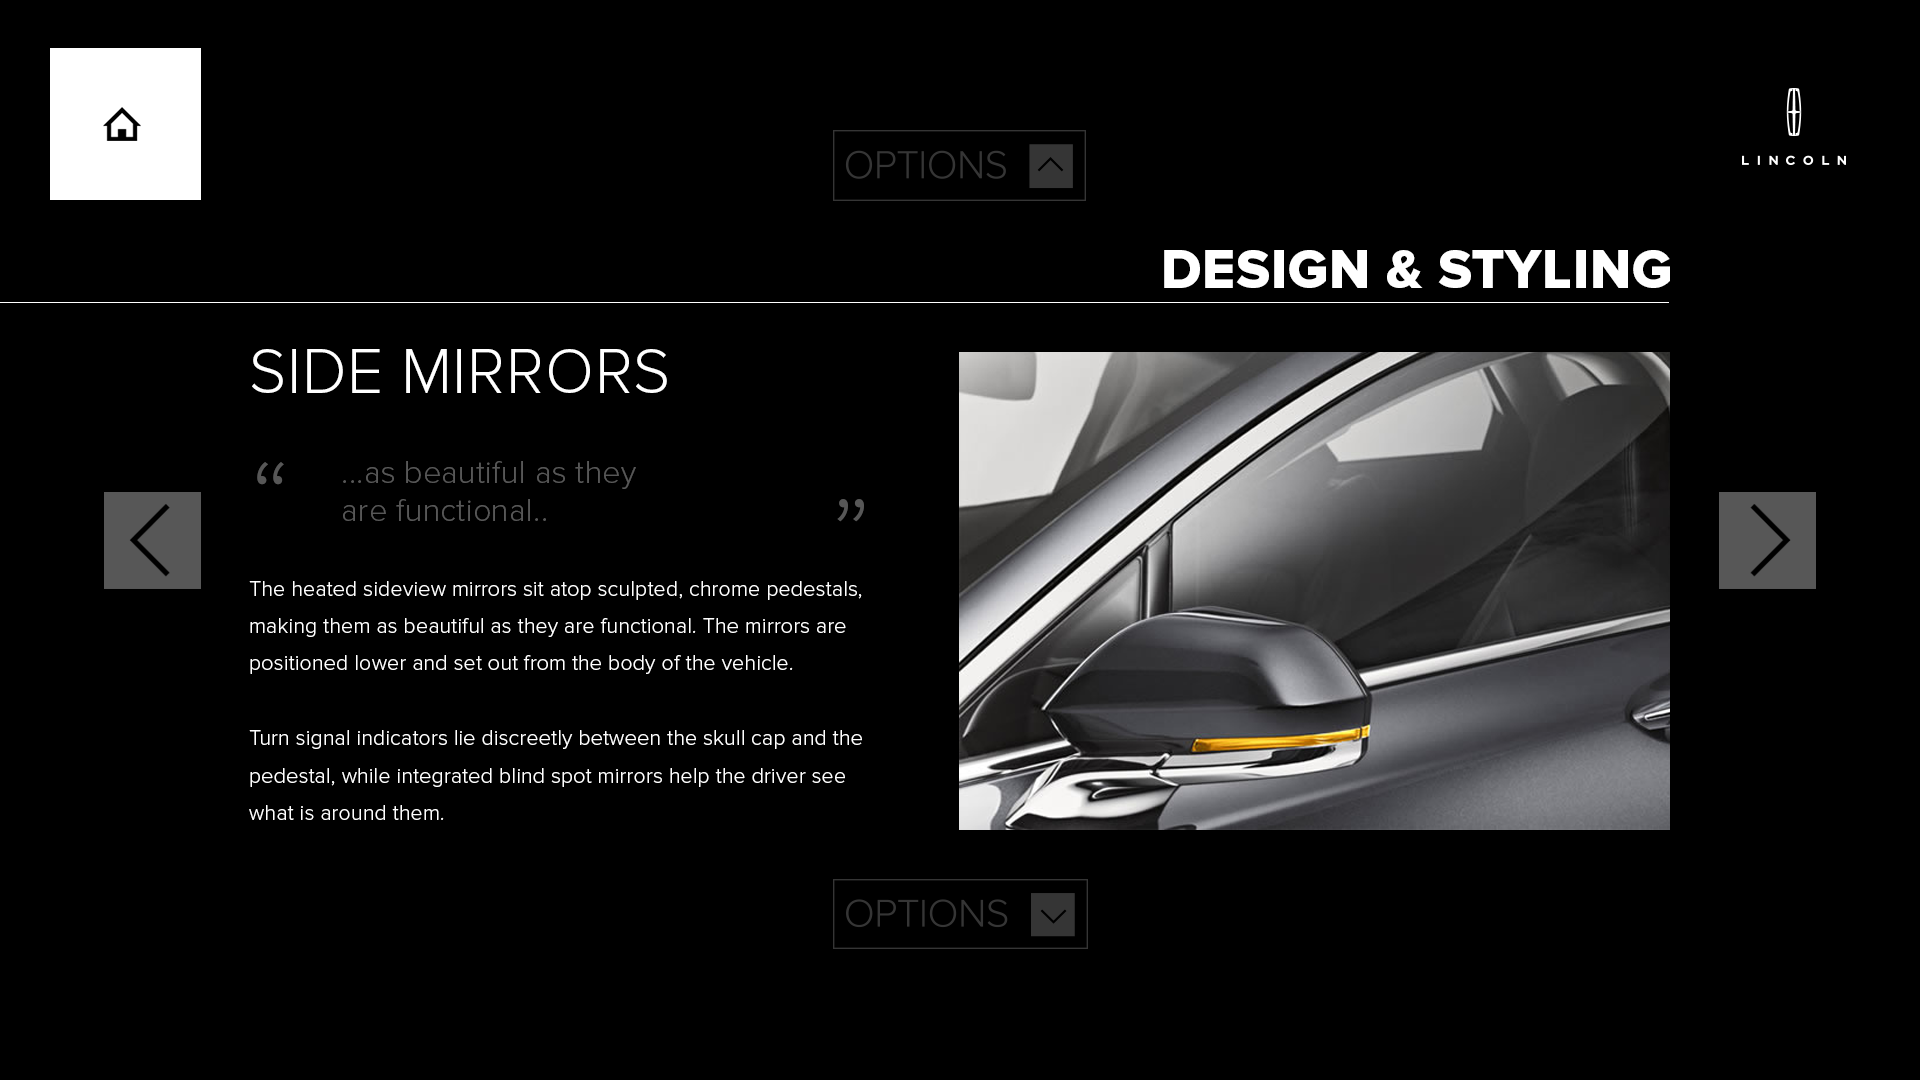 OPTIONS
LINCOLN
DESIGN & STYLING
SIDE MIRRORS
“ ...as beautiful as they
are functional.. ”
The heated sideview mirrors sit atop sculpted, chrome pedestals,
making them as beautiful as they are functional. The mirrors are
positioned lower and set out from the body of the vehicle.
Turn signal indicators lie discreetly between the skull cap and the
pedestal, while integrated blind spot mirrors help the driver see
what is around them.
OPTIONS